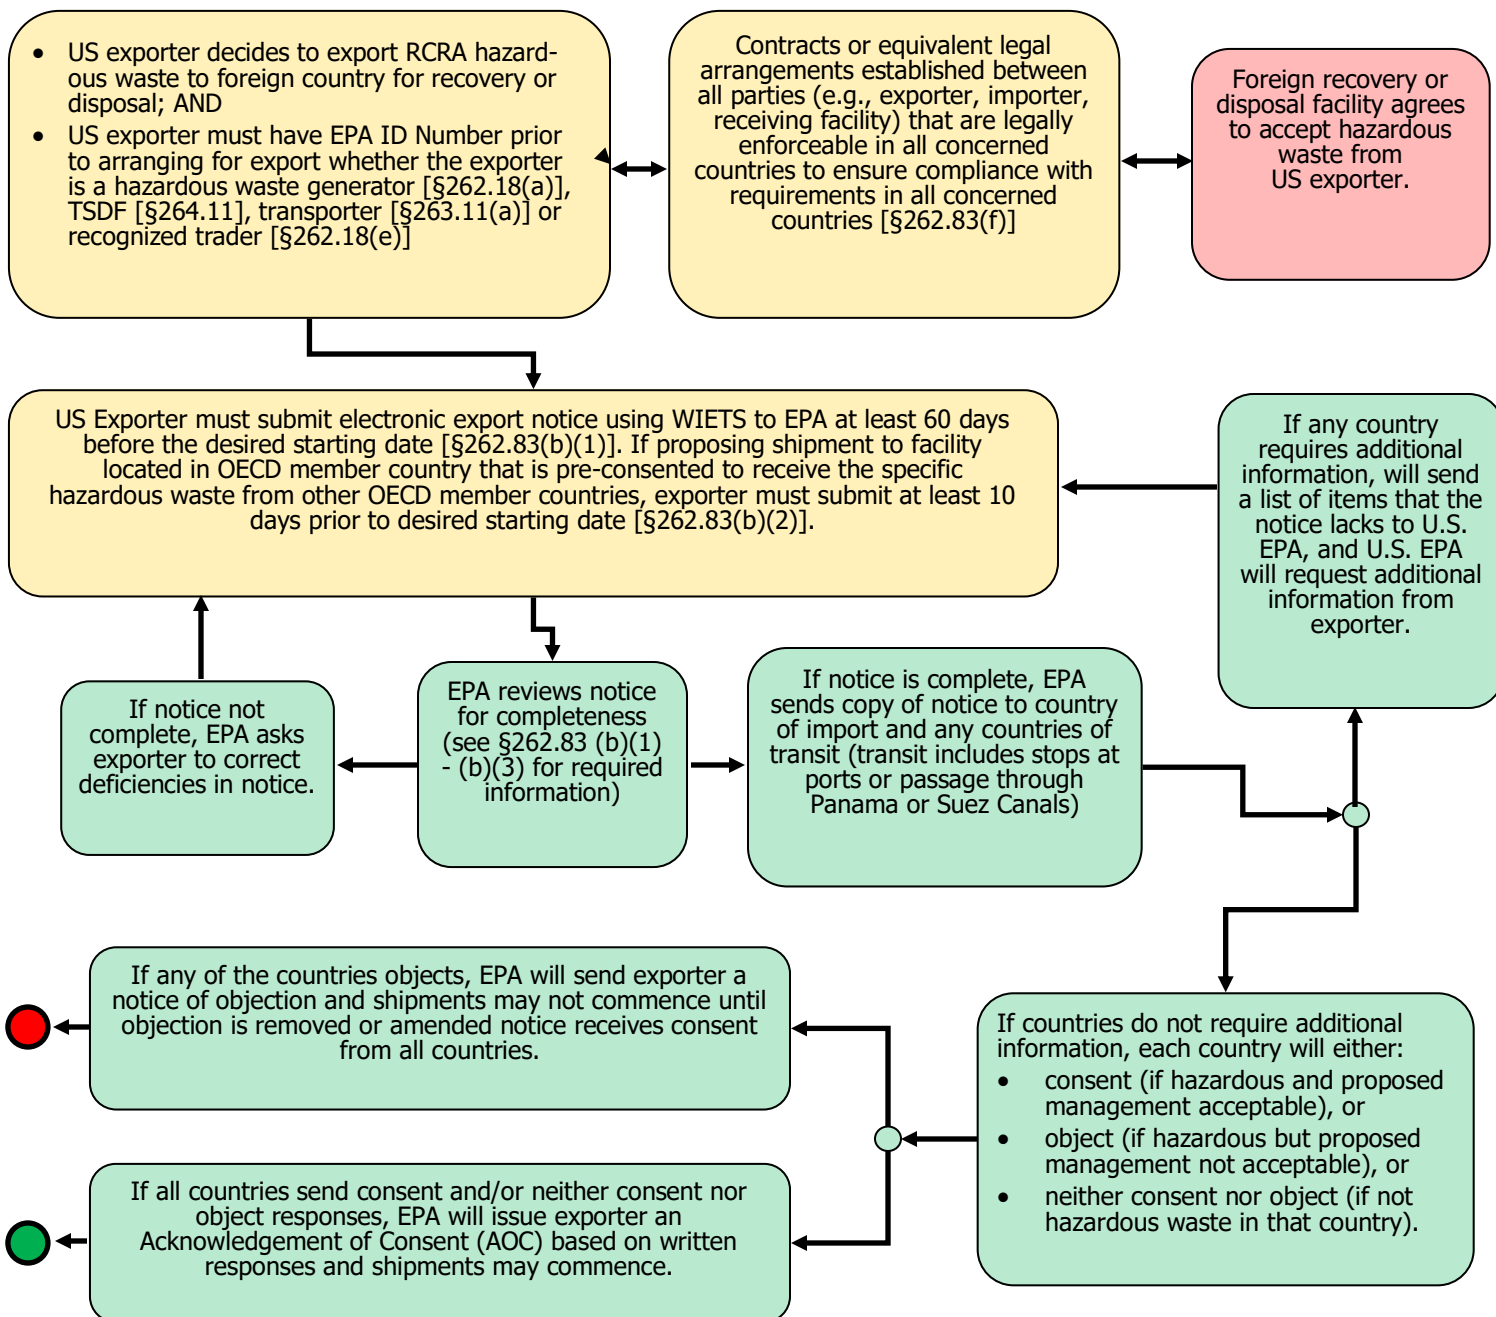 • US exporter decides to export RCRA hazard-
ous waste to foreign country for recovery or
disposal; AND
• US exporter must have EPA ID Number prior
to arranging for export whether the exporter
is a hazardous waste generator [§262.18(a)],
TSDF [§264.11], transporter [§263.11(a)] or
recognized trader [§262.18(e)]
Contracts or equivalent legal
arrangements established between
all parties (e.g., exporter, importer,
receiving facility) that are legally
enforceable in all concerned
countries to ensure compliance with
requirements in all concerned
countries [§262.83(f)]
Foreign recovery or
disposal facility agrees
to accept hazardous
waste from
US exporter.
US Exporter must submit electronic export notice using WIETS to EPA at least 60 days
before the desired starting date [§262.83(b)(1)]. If proposing shipment to facility
located in OECD member country that is pre-consented to receive the specific
hazardous waste from other OECD member countries, exporter must submit at least 10
days prior to desired starting date [§262.83(b)(2)].
If any country
requires additional
information, will send
a list of items that the
notice lacks to U.S.
EPA, and U.S. EPA
will request additional
information from
exporter.
If notice not
complete, EPA asks
exporter to correct
deficiencies in notice.
EPA reviews notice
for completeness
(see §262.83 (b)(1)
- (b)(3) for required
information)
If notice is complete, EPA
sends copy of notice to country
of import and any countries of
transit (transit includes stops at
ports or passage through
Panama or Suez Canals)
If any of the countries objects, EPA will send exporter a
notice of objection and shipments may not commence until
objection is removed or amended notice receives consent
from all countries.
If countries do not require additional
information, each country will either:
• consent (if hazardous and proposed
management acceptable), or
• object (if hazardous but proposed
management not acceptable), or
• neither consent nor object (if not
hazardous waste in that country).
If all countries send consent and/or neither consent nor
object responses, EPA will issue exporter an
Acknowledgement of Consent (AOC) based on written
responses and shipments may commence.